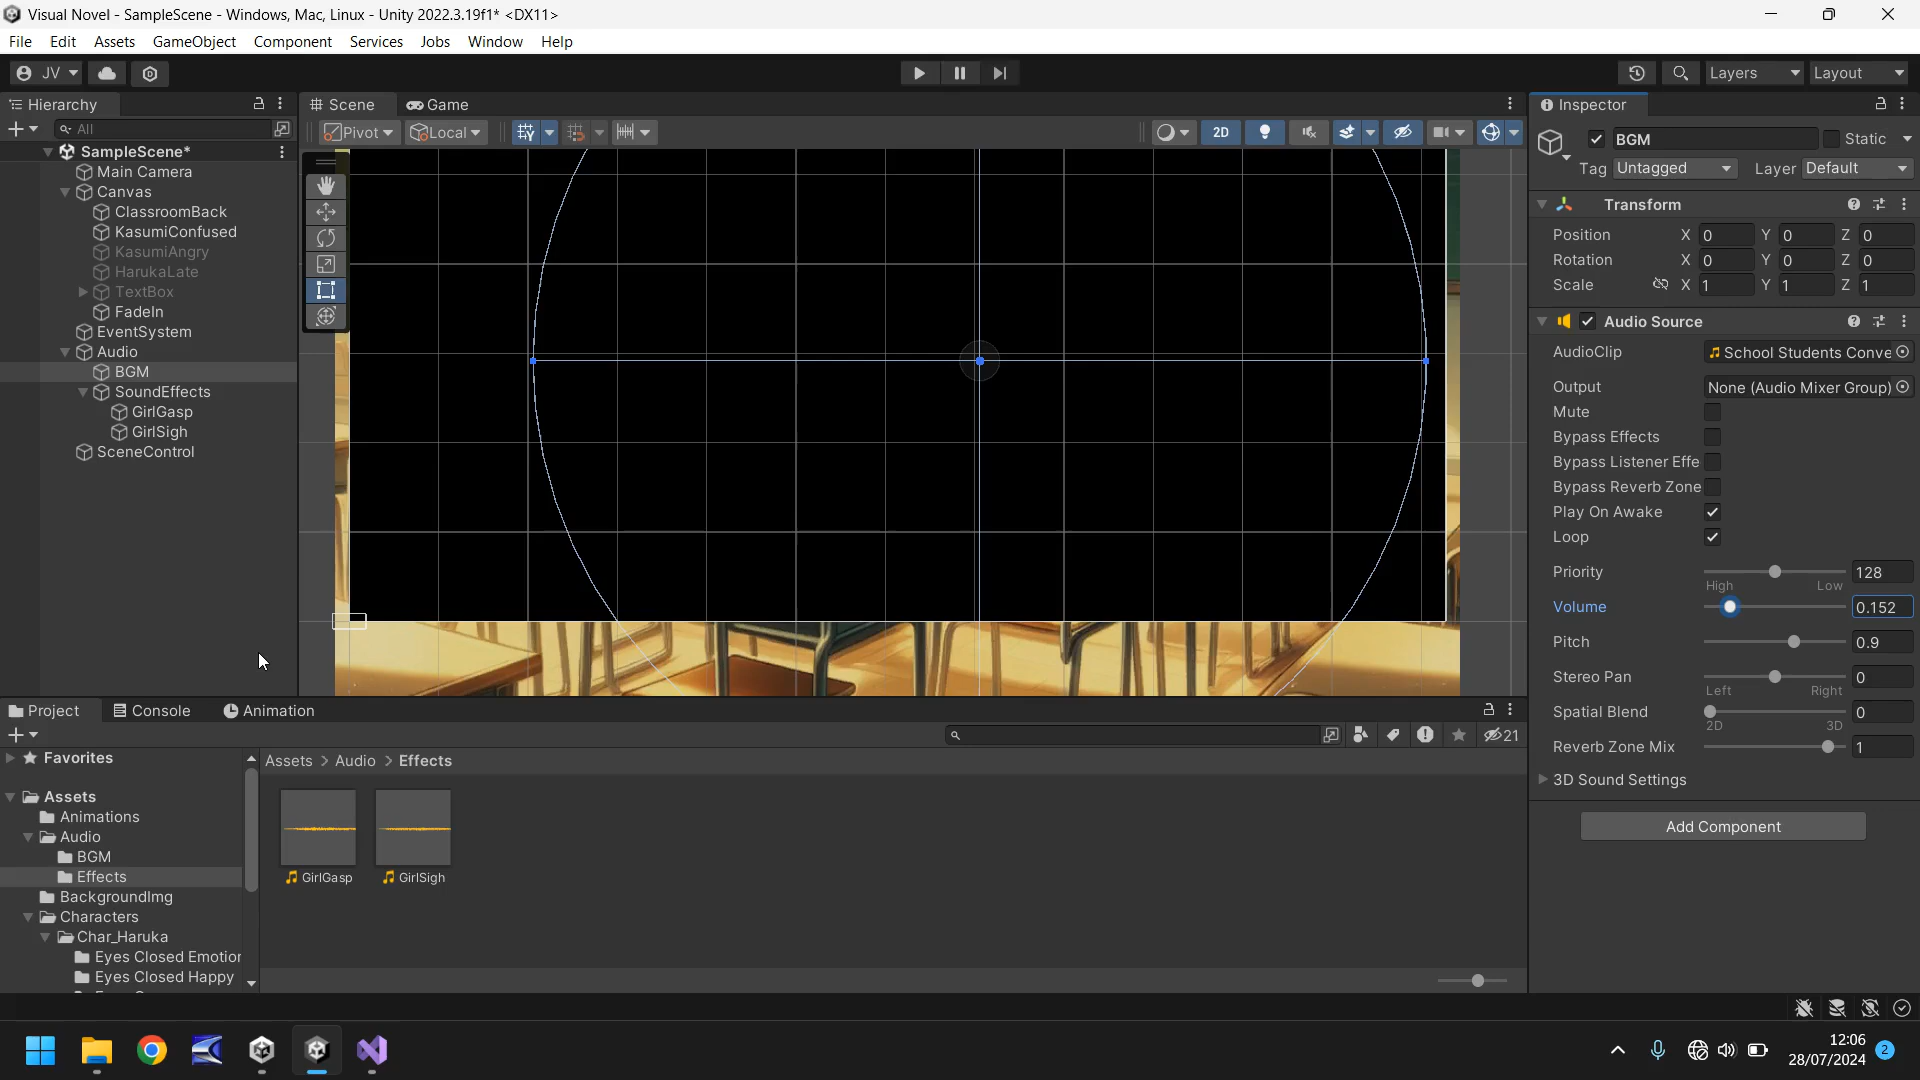 Visual Novel - SampleScene - Windows, Mac, Linux - Unity 2022.3.19f1* <DX11>
File Edit Assets GameObject Component Services Jobs Window Help
JV Layers Layout
Hierarchy Scene Game Inspector
All Pivot Local 2D BGM Static
SampleScene*
Tag Untagged Layer Default
Main Camera
Canvas
ClassroomBack
KasumiConfused
KasumiAngry
HarukaLate
TextBox
FadeIn
EventSystem
Audio
BGM
SoundEffects
GirlGasp
GirlSigh
SceneControl
Transform
Position X 0 Y 0 Z 0
Rotation X 0 Y 0 Z 0
Scale X 1 Y 1 Z 1
Audio Source
AudioClip School Students Conve
Output None (Audio Mixer Group)
Mute
Bypass Effects
Bypass Listener Effe
Bypass Reverb Zone
Play On Awake
Loop
Priority 128
High Low
Volume 0.152
Pitch 0.9
Stereo Pan 0
Left Right
Spatial Blend 0
2D 3D
Reverb Zone Mix 1
3D Sound Settings
Add Component
Project Console Animation
21
Favorites
Assets
Animations
Audio
BGM
Effects
BackgroundImg
Characters
Char_Haruka
Eyes Closed Emotior
Eyes Closed Happy
Assets > Audio > Effects
GirlGasp GirlSigh
12:06
28/07/2024 2